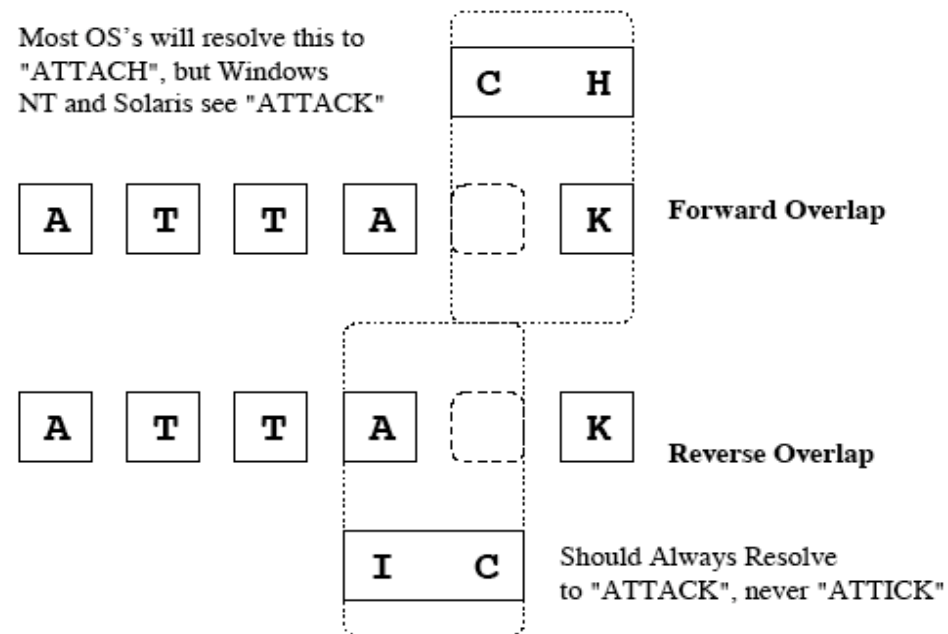 Most OS's will resolve this to
"ATTACH", but Windows
NT and Solaris see "ATTACK"
C H
A T T A K
Forward Overlap
A T T A K
Reverse Overlap
I C
Should Always Resolve
to "ATTACK", never "ATTICK"